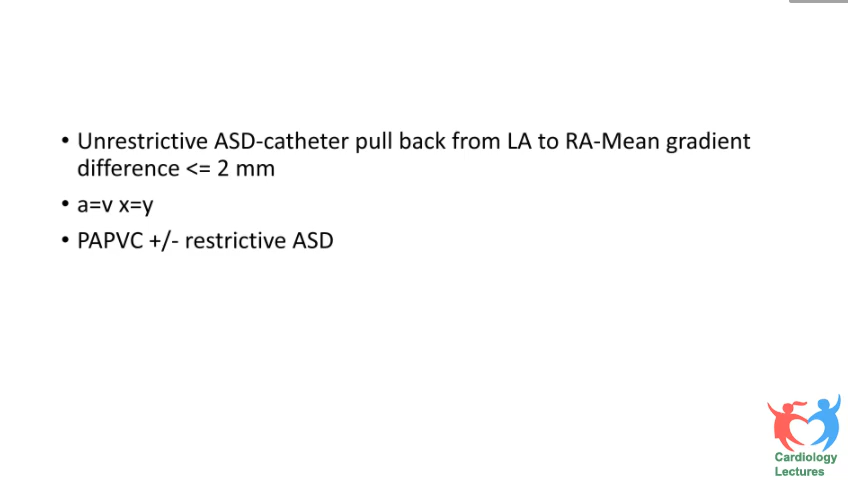 • Unrestrictive ASD-catheter pull back from LA to RA-Mean gradient
difference <= 2 mm
• a=v x=y
• PAPVC +/- restrictive ASD
Cardiology
Lectures